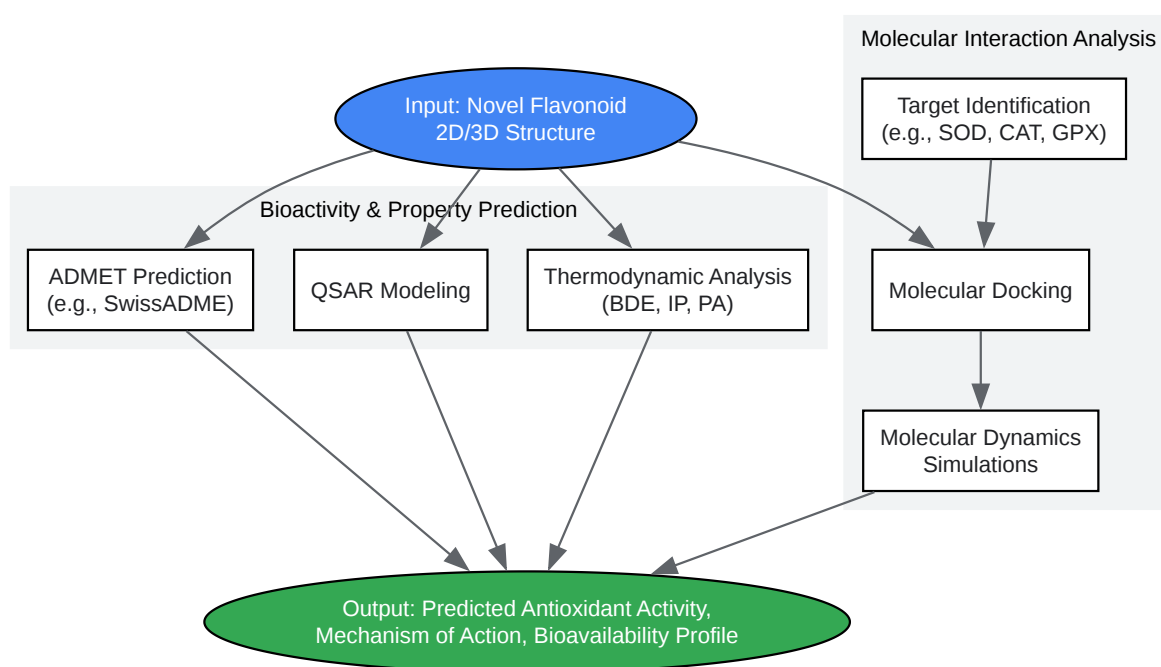 Molecular Interaction Analysis
Input: Novel Flavonoid
2D/3D Structure
Target Identification
(e.g., SOD, CAT, GPX)
Bioactivity & Property Prediction
ADMET Prediction
(e.g., SwissADME)
QSAR Modeling
Thermodynamic Analysis
(BDE, IP, PA)
Molecular Docking
Molecular Dynamics
Simulations
Output: Predicted Antioxidant Activity,
Mechanism of Action, Bioavailability Profile